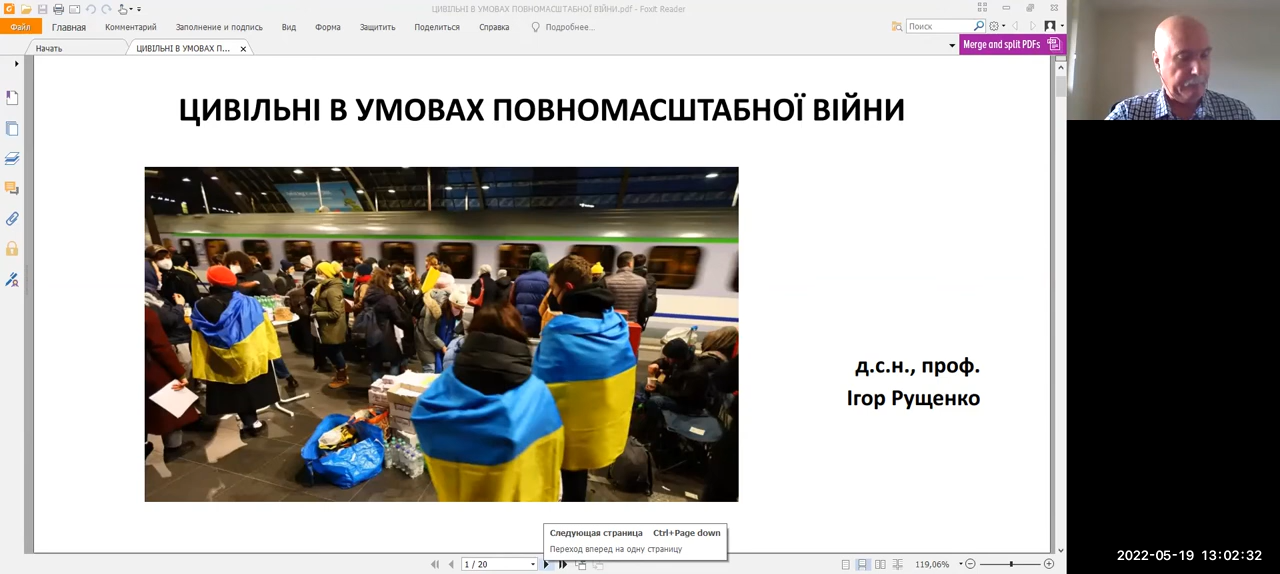 ЦИВІЛЬНІ В УМОВАХ ПОВНОМАСШТАБНОЇ ВІЙНИ.pdf - Foxit Reader
Файл Главная Комментарий Заполнение и подпись Вид Форма Защитить Поделиться Справка Подробнее... Поиск
Начать ЦИВІЛЬНІ В УМОВАХ П... Merge and split PDFs
ЦИВІЛЬНІ В УМОВАХ ПОВНОМАСШТАБНОЇ ВІЙНИ
д.с.н., проф.
Ігор Рущенко
Следующая страница Ctrl+Page down
Переход вперед на одну страницу
1 / 20 119,06%
2022-05-19 13:02:32